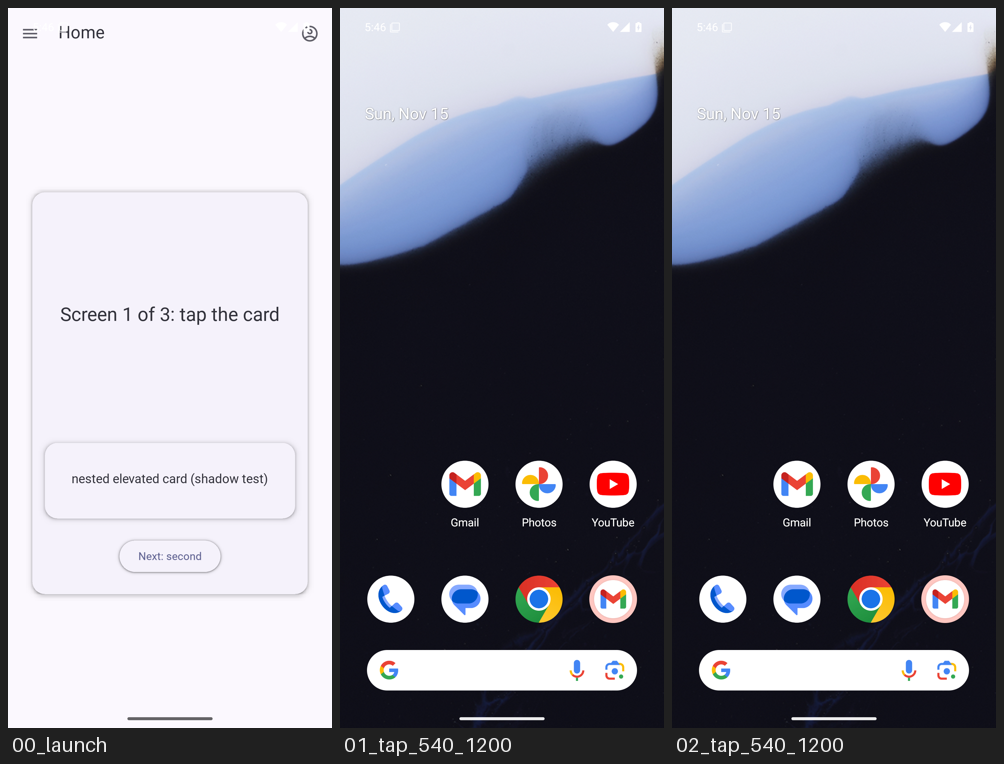 Home
Screen 1 of 3: tap the card
nested elevated card (shadow test)
Next: second
00_launch
5:46
Sun, Nov 15
Gmail
Photos
YouTube
01_tap_540_1200
5:46
Sun, Nov 15
Gmail
Photos
YouTube
02_tap_540_1200